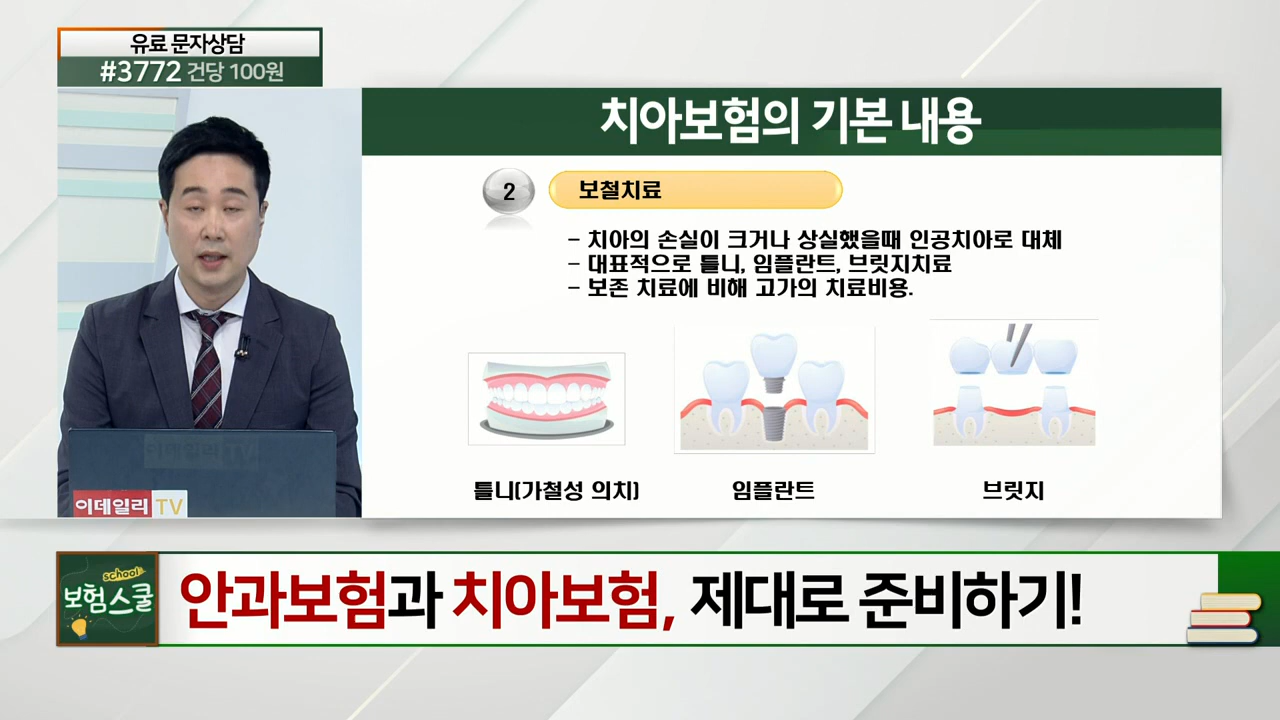 유료 문자상담
#3772 건당 100원
치아보험의 기본 내용
2 보철치료
- 치아의 손실이 크거나 상실했을때 인공치아로 대체
- 대표적으로 틀니, 임플란트, 브릿지치료
- 보존 치료에 비해 고가의 치료비용.
틀니(가철성 의치)
임플란트
브릿지
이데일리TV
이데일리 TV
school
보험스쿨
안과보험과 치아보험, 제대로 준비하기!